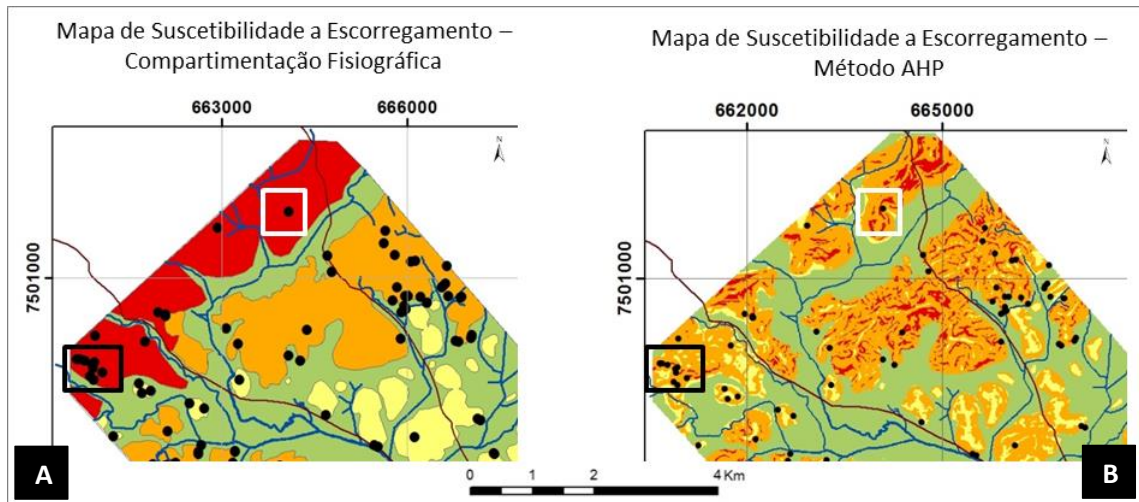 Mapa de Suscetibilidade a Escorregamento –
Compartimentação Fisiográfica
663000
666000
7501000
N
A
Mapa de Suscetibilidade a Escorregamento –
Método AHP
662000
665000
7501000
N
B
0 1 2 4 Km